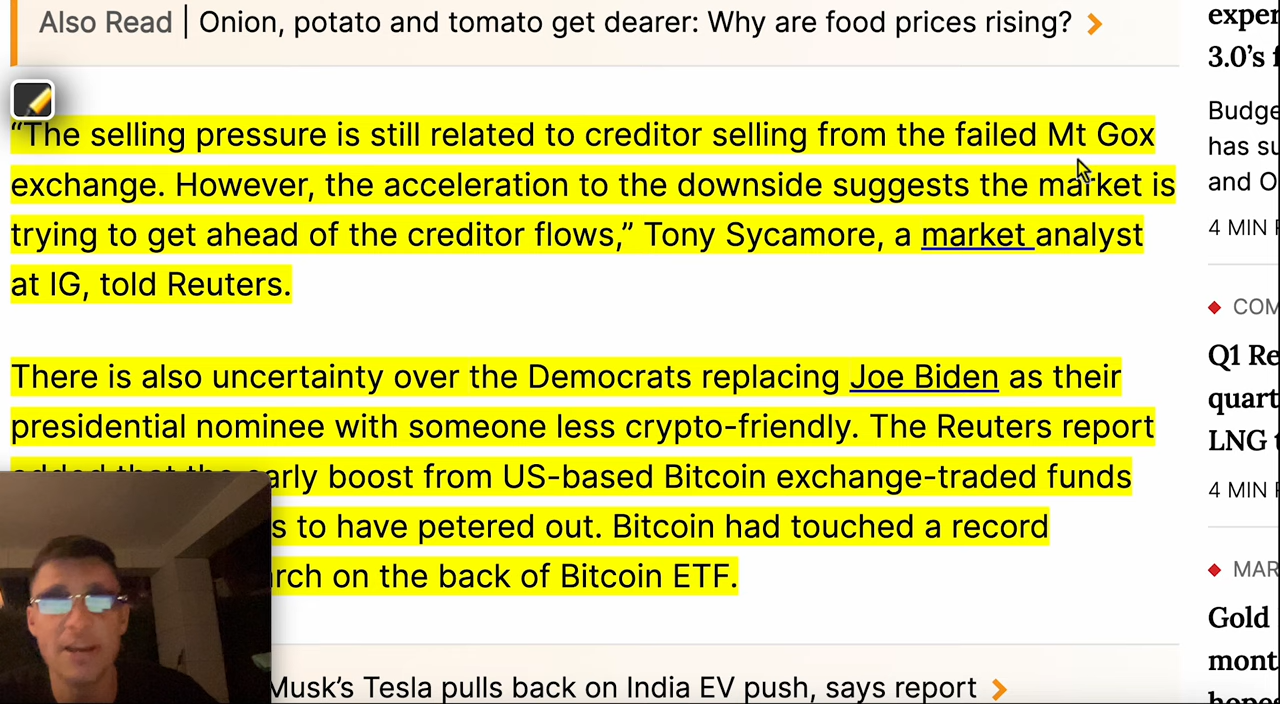 Also Read | Onion, potato and tomato get dearer: Why are food prices rising?
“The selling pressure is still related to creditor selling from the failed Mt Gox
exchange. However, the acceleration to the downside suggests the market is
trying to get ahead of the creditor flows,” Tony Sycamore, a market analyst
at IG, told Reuters.
There is also uncertainty over the Democrats replacing Joe Biden as their
presidential nominee with someone less crypto-friendly. The Reuters report
added that the early boost from US-based Bitcoin exchange-traded funds
to have petered out. Bitcoin had touched a record
on the back of Bitcoin ETF.
Musk’s Tesla pulls back on India EV push, says report
3.0’s
Budge
has su
and O
4 MIN
COM
Q1 Re
quart
LNG
4 MIN
MAR
Gold
mont
hopes